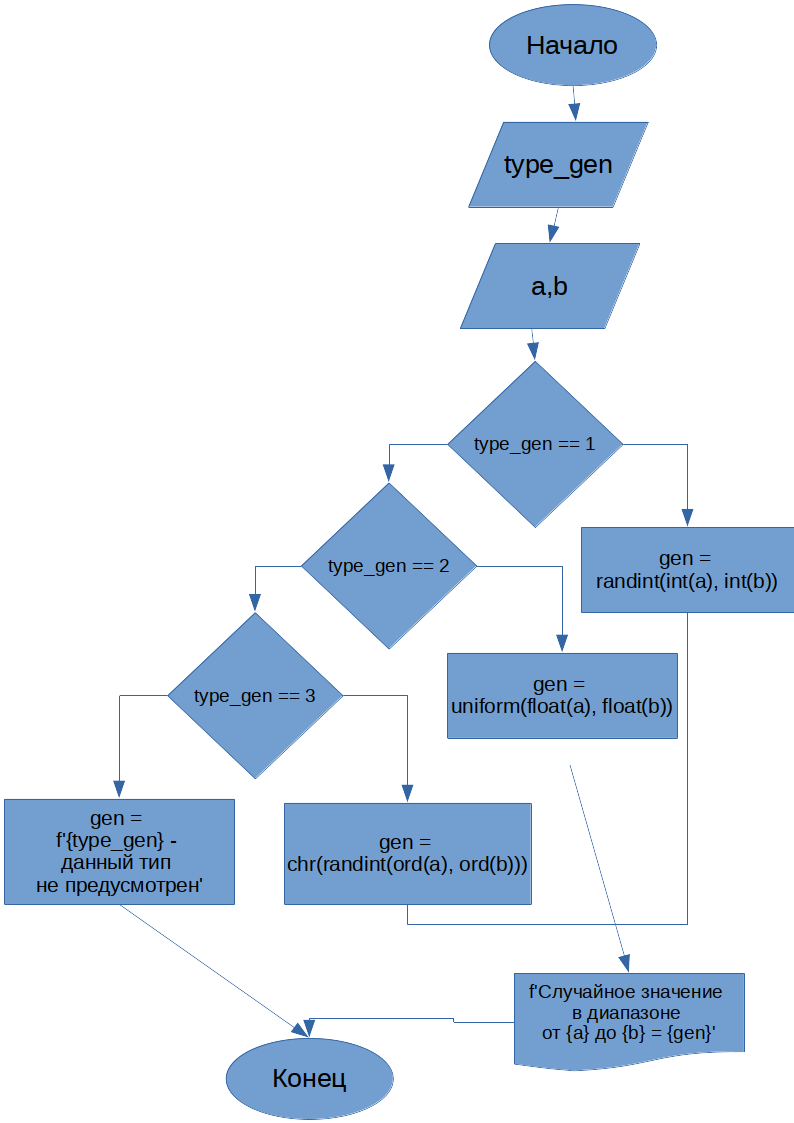 Начало
type_gen
a,b
type_gen == 1
type_gen == 2
gen =
randint(int(a), int(b))
type_gen == 3
gen =
uniform(float(a), float(b))
gen =
f'{type_gen} -
данный тип
не предусмотрен'
gen =
chr(randint(ord(a), ord(b)))
f'Случайное значение
в диапазоне
от {a} до {b} = {gen}'
Конец